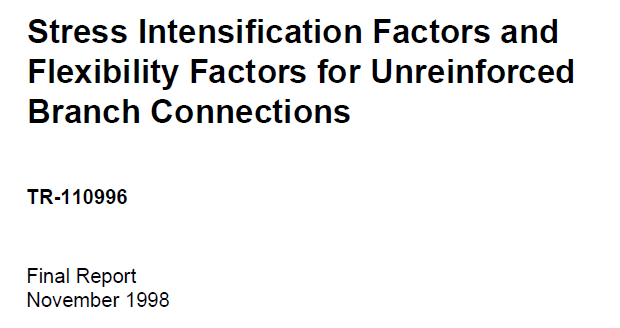 Stress Intensification Factors and
Flexibility Factors for Unreinforced
Branch Connections
TR-110996
Final Report
November 1998